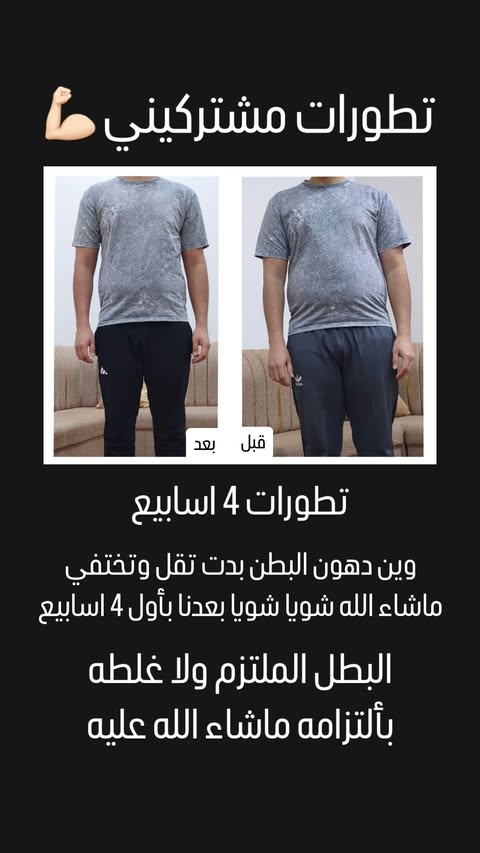 تطورات مشتركيني 💪🏻
قبل
بعد
تطورات 4 اسابيع
وين دهون البطن بدت تقل وتختفي
ماشاء الله شويا شويا بعدنا بأول 4 اسابيع
البطل الملتزم ولا غلطه
بألتزامه ماشاء الله عليه